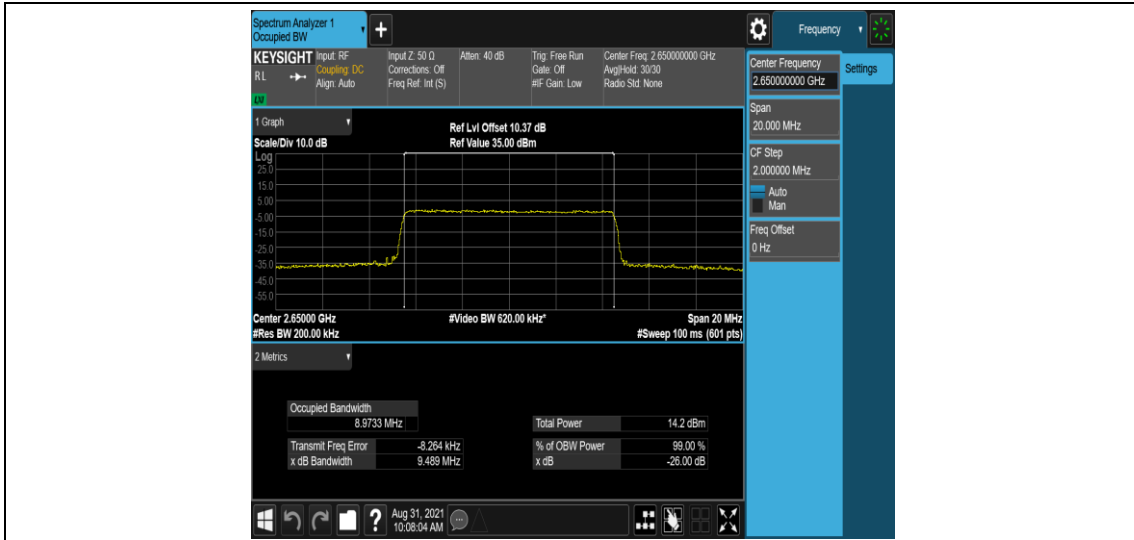 Spectrum Analyzer 1
Occupied BW
+
Frequency
KEYSIGHT
R L
LXI
Input: RF
Coupling: DC
Align: Auto
Input Z: 50 Ω
Corrections: Off
Freq Ref: Int (S)
Atten: 40 dB
Trig: Free Run
Gate: Off
#IF Gain: Low
Center Freq: 2.650000000 GHz
Avg|Hold: 30/30
Radio Std: None
Center Frequency
2.650000000 GHz
Settings
Span
20.000 MHz
CF Step
2.000000 MHz
Auto
Man
Freq Offset
0 Hz
1 Graph
Scale/Div 10.0 dB
Ref Lvl Offset 10.37 dB
Ref Value 35.00 dBm
Log
25.0
15.0
5.00
-5.00
-15.0
-25.0
-35.0
-45.0
-55.0
Center 2.65000 GHz
#Res BW 200.00 kHz
#Video BW 620.00 kHz*
Span 20 MHz
#Sweep 100 ms (601 pts)
2 Metrics
Occupied Bandwidth
8.9733 MHz
Total Power 14.2 dBm
Transmit Freq Error -8.264 kHz
% of OBW Power 99.00 %
x dB Bandwidth 9.489 MHz
x dB -26.00 dB
?
Aug 31, 2021
10:08:04 AM